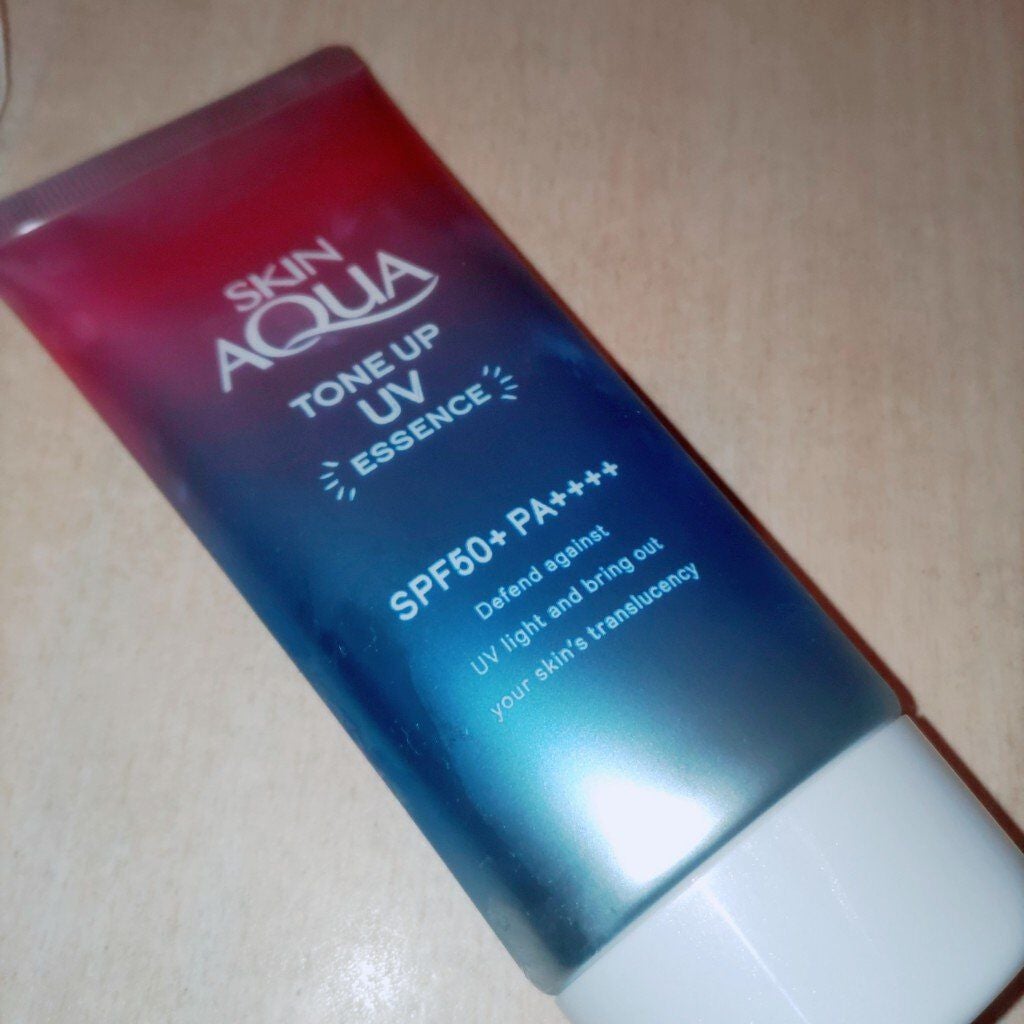 SKIN
AQUA
TONE UP
UV
ESSENCE
SPF50+ PA++++
Defend against
UV light and bring out
your skin's translucency